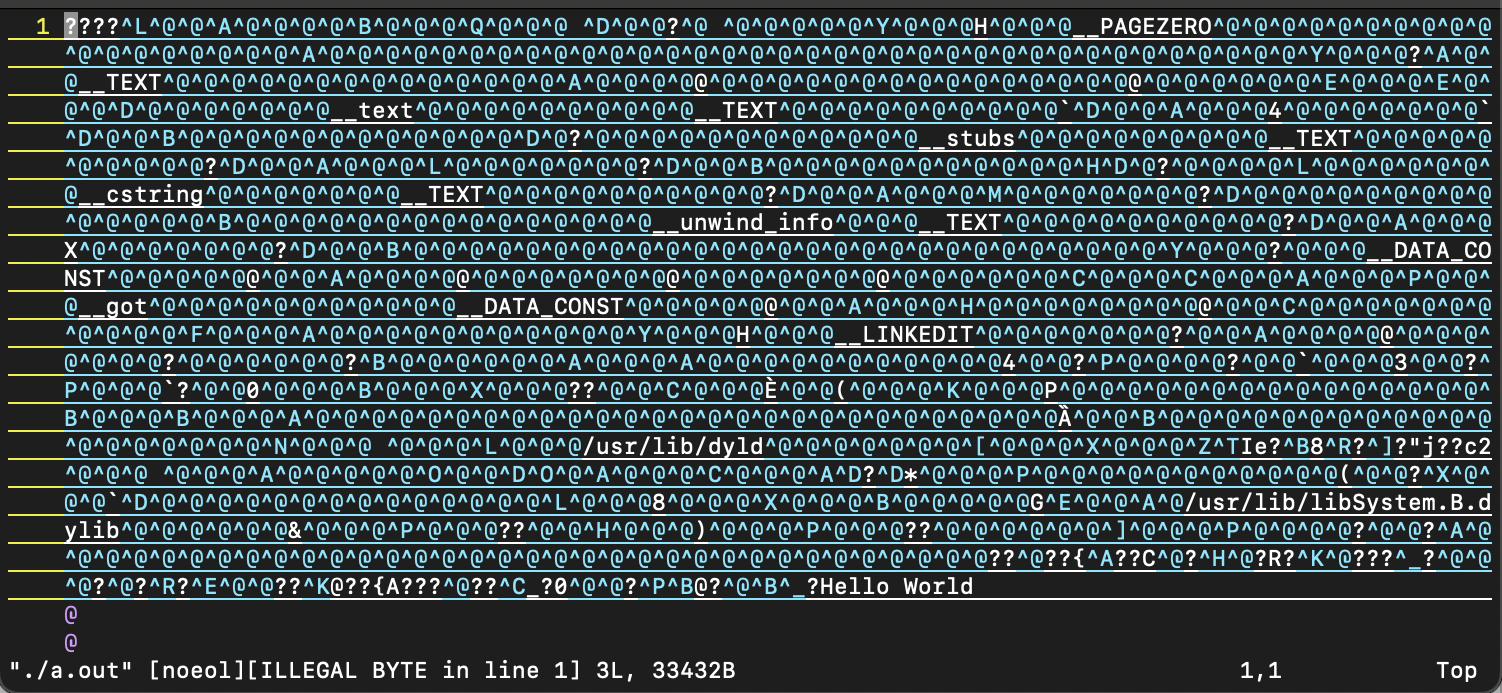 1 ????^L^@^@^A^@^@^@^@^B^@^@^@^Q^@^@^@ ^D^@^@?^@ ^@^@^@^@^Y^@^@^@H^@^@^@__PAGEZERO^@^@^@^@^@^@^@^@^@^@
^@^@^@^@^@^@^@^@^A^@^@^@^@^@^@^@^@^@^@^@^@^@^@^@^@^@^@^@^@^@^@^@^@^@^@^@^@^@^@^@^@^@^@^@^Y^@^@^@?^A^@^
@__TEXT^@^@^@^@^@^@^@^@^@^@^@^@^@^@^A^@^@^@^@@^@^@^@^@^@^@^@^@^@^@^@^@^@^@^@@^@^@^@^@^@^@^E^@^@^@^E^@^
@^@^D^@^@^@^@^@^@^@__text^@^@^@^@^@^@^@^@^@^@__TEXT^@^@^@^@^@^@^@^@^@^@`^D^@^@^A^@^@^@4^@^@^@^@^@^@^@`
^D^@^@^B^@^@^@^@^@^@^@^@^@^@^@^@^D^@?^@^@^@^@^@^@^@^@^@^@^@^@__stubs^@^@^@^@^@^@^@^@^@__TEXT^@^@^@^@^@
^@^@^@^@^@?^D^@^@^A^@^@^@^L^@^@^@^@^@^@^@?^D^@^@^B^@^@^@^@^@^@^@^@^@^@^@^H^D^@?^@^@^@^@^L^@^@^@^@^@^@^
@__cstring^@^@^@^@^@^@^@__TEXT^@^@^@^@^@^@^@^@^@^@?^D^@^@^A^@^@^@^M^@^@^@^@^@^@^@?^D^@^@^@^@^@^@^@^@^@
^@^@^@^@^@^B^@^@^@^@^@^@^@^@^@^@^@^@^@^@^@__unwind_info^@^@^@__TEXT^@^@^@^@^@^@^@^@^@^@?^D^@^@^A^@^@^@
X^@^@^@^@^@^@^@?^D^@^@^B^@^@^@^@^@^@^@^@^@^@^@^@^@^@^@^@^@^@^@^@^@^@^@^@^@^@^@^Y^@^@^@?^@^@^@__DATA_CO
NST^@^@^@^@^@^@@^@^@^A^@^@^@^@@^@^@^@^@^@^@^@@^@^@^@^@^@^@^@@^@^@^@^@^@^@^C^@^@^@^C^@^@^@^A^@^@^@^P^@^
@__got^@^@^@^@^@^@^@^@^@^@^@__DATA_CONST^@^@^@^@^@@^@^@^A^@^@^@^H^@^@^@^@^@^@^@^@@^@^@^C^@^@^@^@^@^@^@
^@^@^@^@^F^@^@^@^A^@^@^@^@^@^@^@^@^@^@^@^Y^@^@^@H^@^@^@__LINKEDIT^@^@^@^@^@^@^@?^@^@^A^@^@^@^@@^@^@^@^
@^@^@^@?^@^@^@^@^@^@?^B^@^@^@^@^@^@^A^@^@^@^A^@^@^@^@^@^@^@^@^@^@^@4^@^@?^P^@^@^@?^@^@`^@^@^@3^@^@?^
P^@^@^@`?^@^@0^@^@^@^B^@^@^@^X^@^@^@??^@^@^C^@^@^@È^@^@(^@^@^@^K^@^@^@P^@^@^@^@^@^@^@^@^@^@^@^@^@^@^@^
B^@^@^@^B^@^@^@^A^@^@^@^@^@^@^@^@^@^@^@^@^@^@^@^@^@^@^@^@^@^@^@^@^@^@^@À^@^@^B^@^@^@^@^@^@^@^@^@^@^@^@
^@^@^@^@^@^@^@^N^@^@^@ ^@^@^@^L^@^@^@/usr/lib/dyld^@^@^@^@^@^@^@^[^@^@^@^X^@^@^@^Z^TIe?^B8^R?^]?"j??c2
^@^@^@ ^@^@^@^A^@^@^@^@^@^O^@^@^D^O^@^A^@^@^@^C^@^@^@^AD?^D*^@^@^@^P^@^@^@^@^@^@^@^@^@^@^@(^@^@?^X^@^
@^@`^D^@^@^@^@^@^@^@^@^@^@^@^@^@^@^L^@^@^@8^@^@^@^X^@^@^@^B^@^@^@^@^@G^E^@^@^A^@/usr/lib/libSystem.B.d
ylib^@^@^@^@^@^@&^@^@^@^P^@^@^@??^@^@^H^@^@^@)^@^@^@^P^@^@^@??^@^@^@^@^@^@^]^@^@^@^P^@^@^@^@?^@^@?^A^@
^@^@^@^@^@^@^@^@^@^@^@^@^@^@^@^@^@^@^@^@^@^@^@^@^@^@^@^@^@^@^@^@^@??^@??{^A??C^@?^H^@?R?^K^@???^_?^@^@
^@?^@?^R?^E^@^@??^K@??{A???^@??^C_?0^@^@^@?^PB@?^@^B^_?Hello World
@
@
"./a.out" [noeol][ILLEGAL BYTE in line 1] 3L, 33432B 1,1 Top